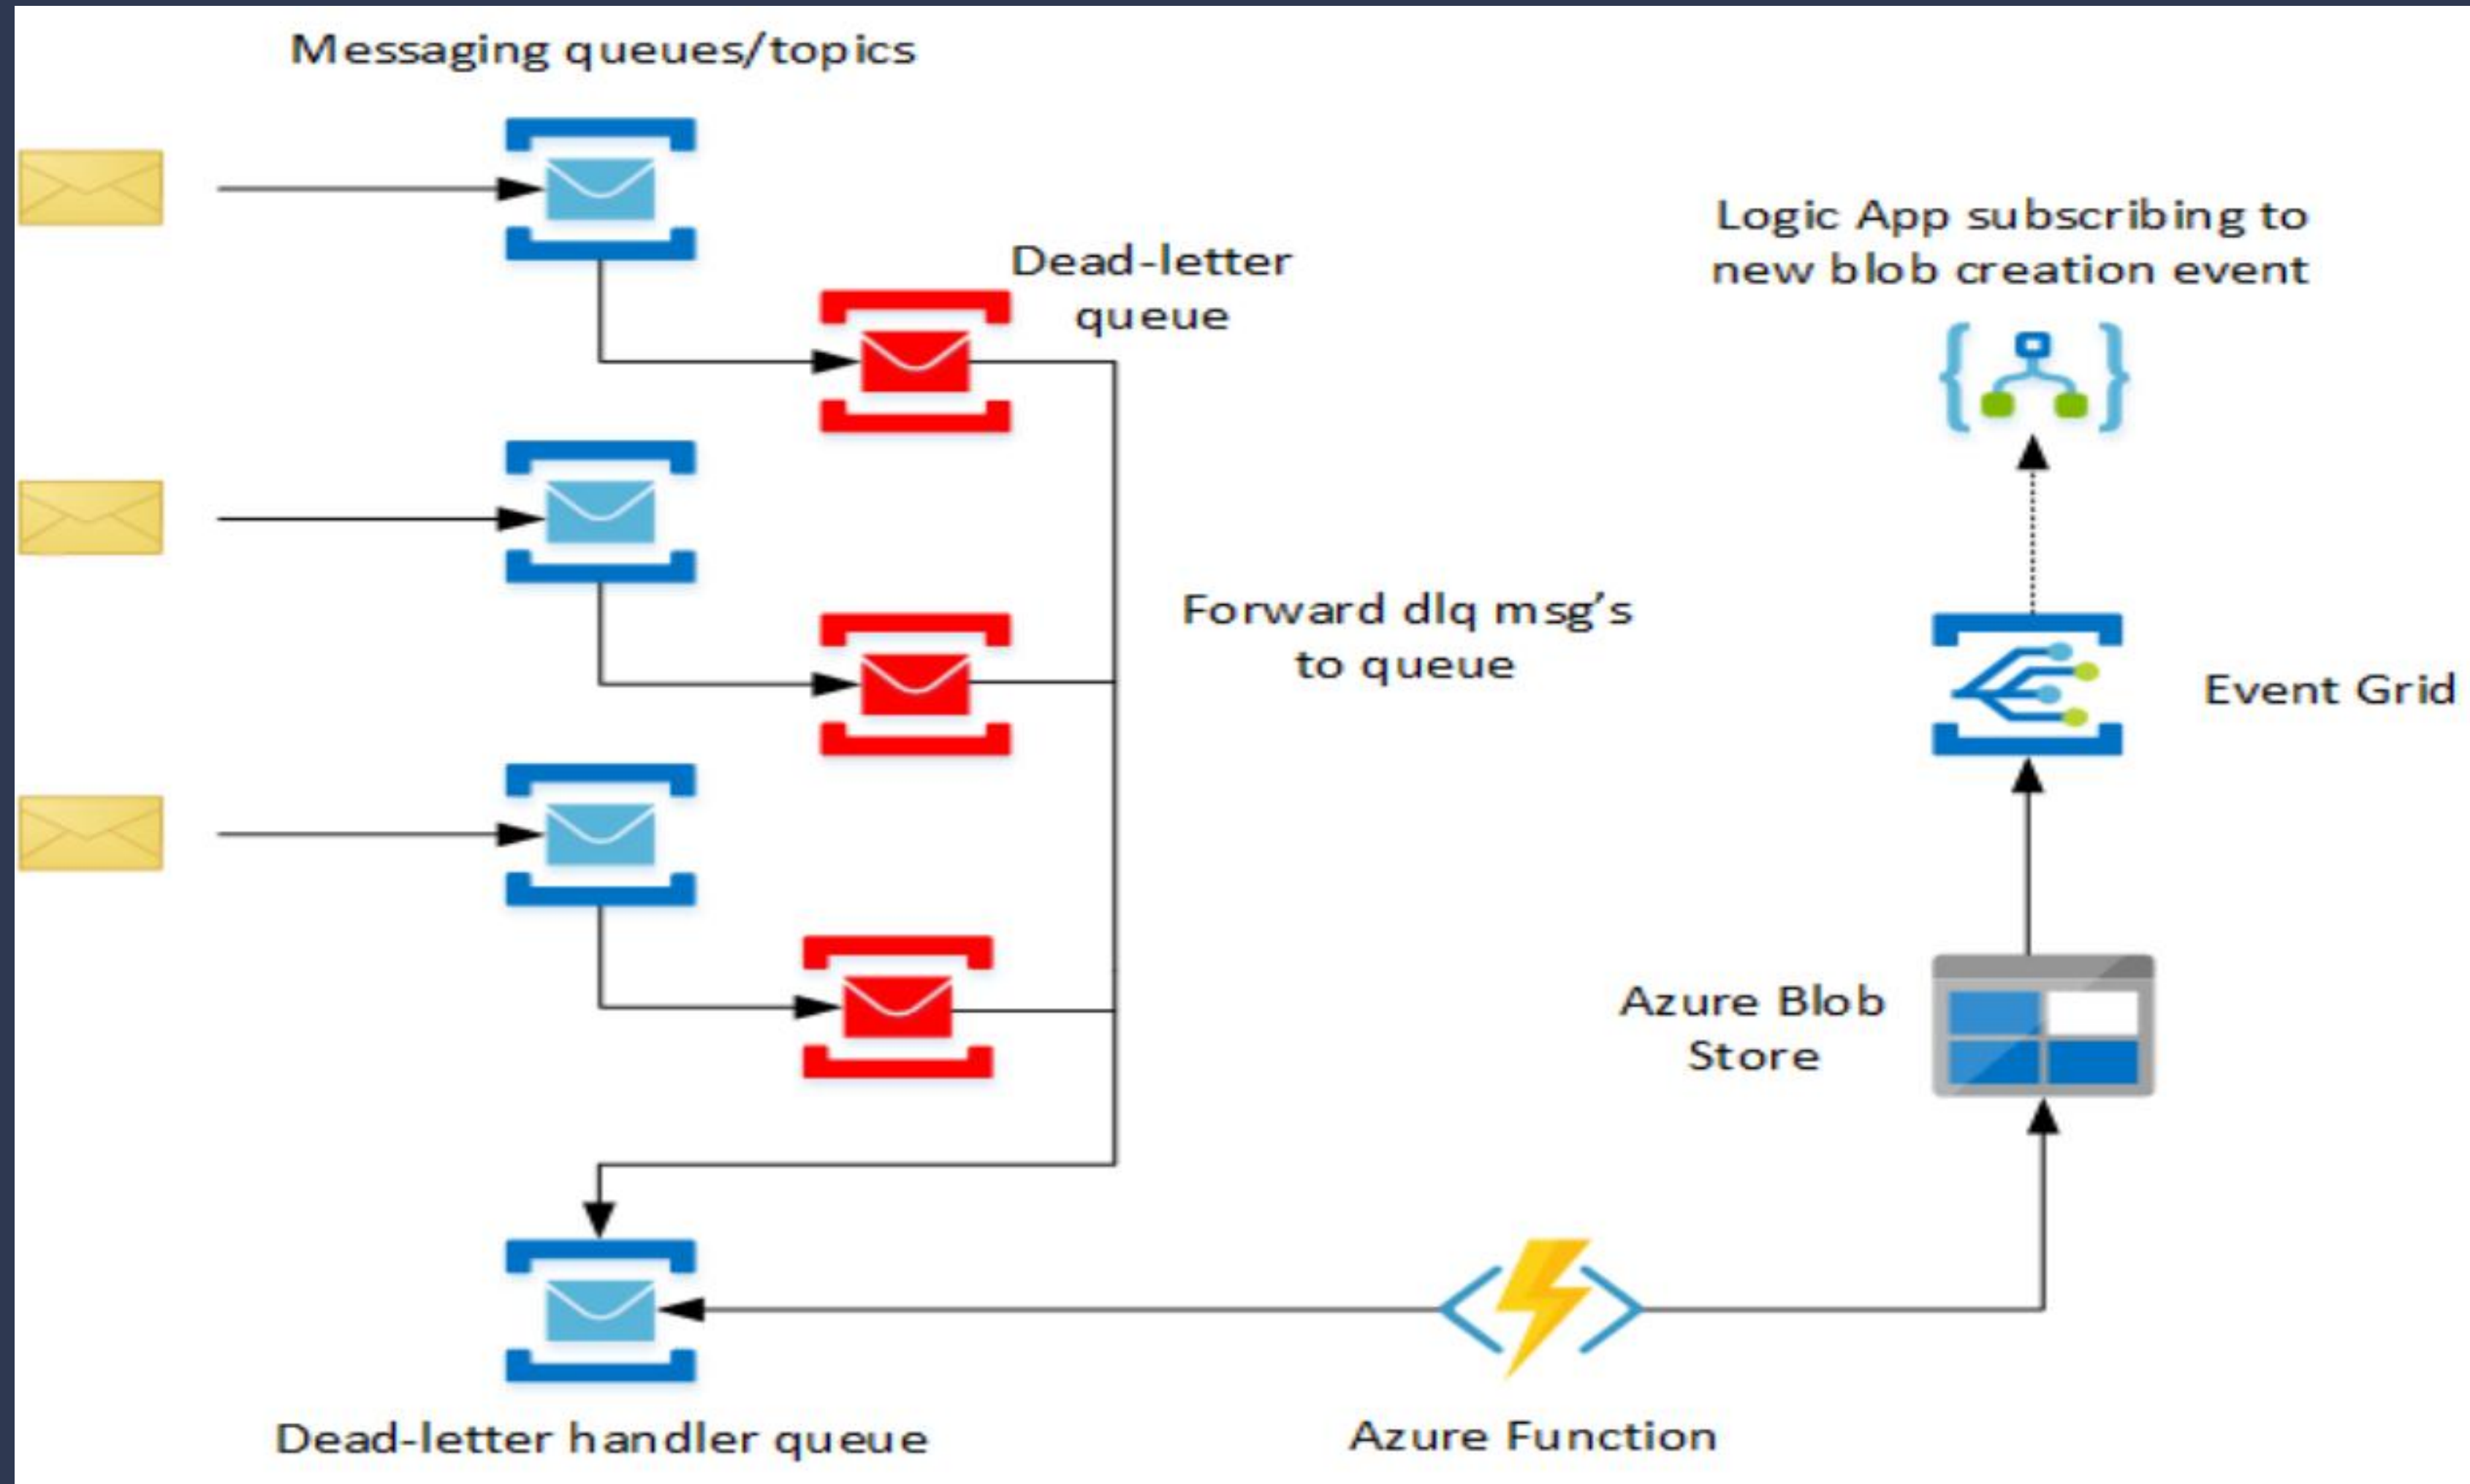 Messaging queues/topics
Dead-letter
queue
Logic App subscribing to
new blob creation event
Forward dlq msg's
to queue
Event Grid
Azure Blob
Store
Dead-letter handler queue
Azure Function